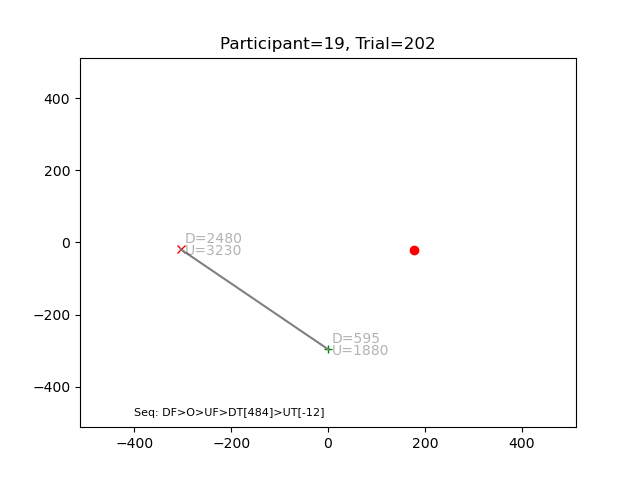 Participant=19, Trial=202
400
200
0
−200
−400
D=2480
U=3230
D=595
U=1880
Seq: DF>O>UF>DT[484]>UT[-12]
−400 −200 0 200 400